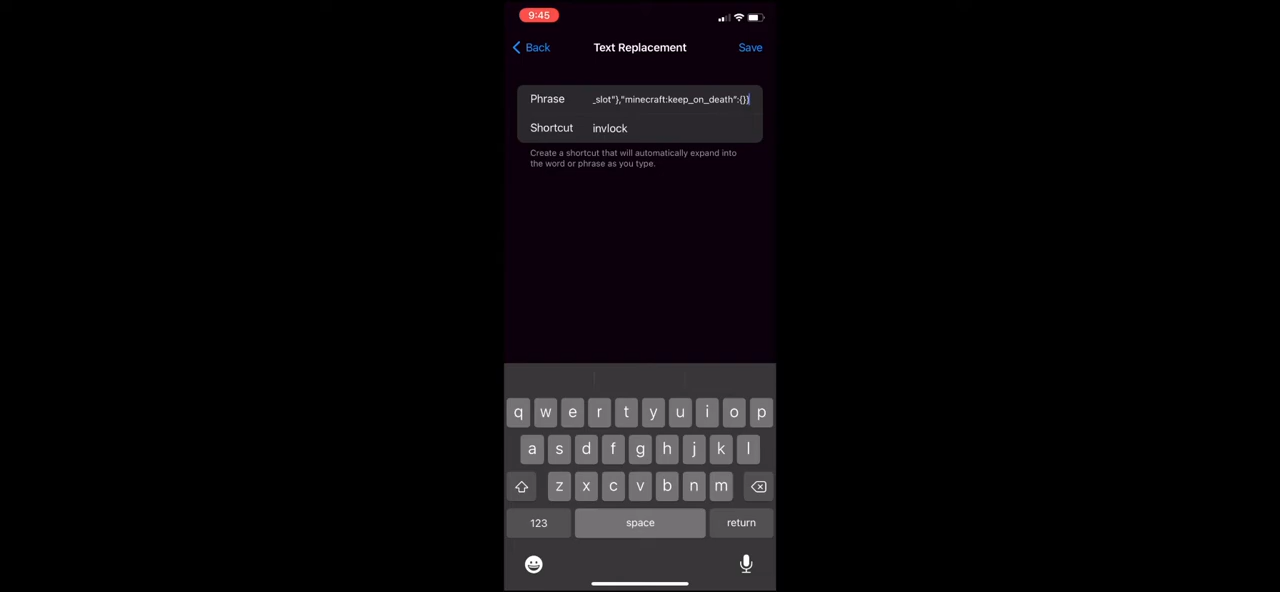 9:45
Back Text Replacement Save
Phrase _slot"},"minecraft:keep_on_death":{}}
Shortcut invlock
Create a shortcut that will automatically expand into
the word or phrase as you type.
q w e r t y u i o p
a s d f g h j k l
z x c v b n m
123 space return